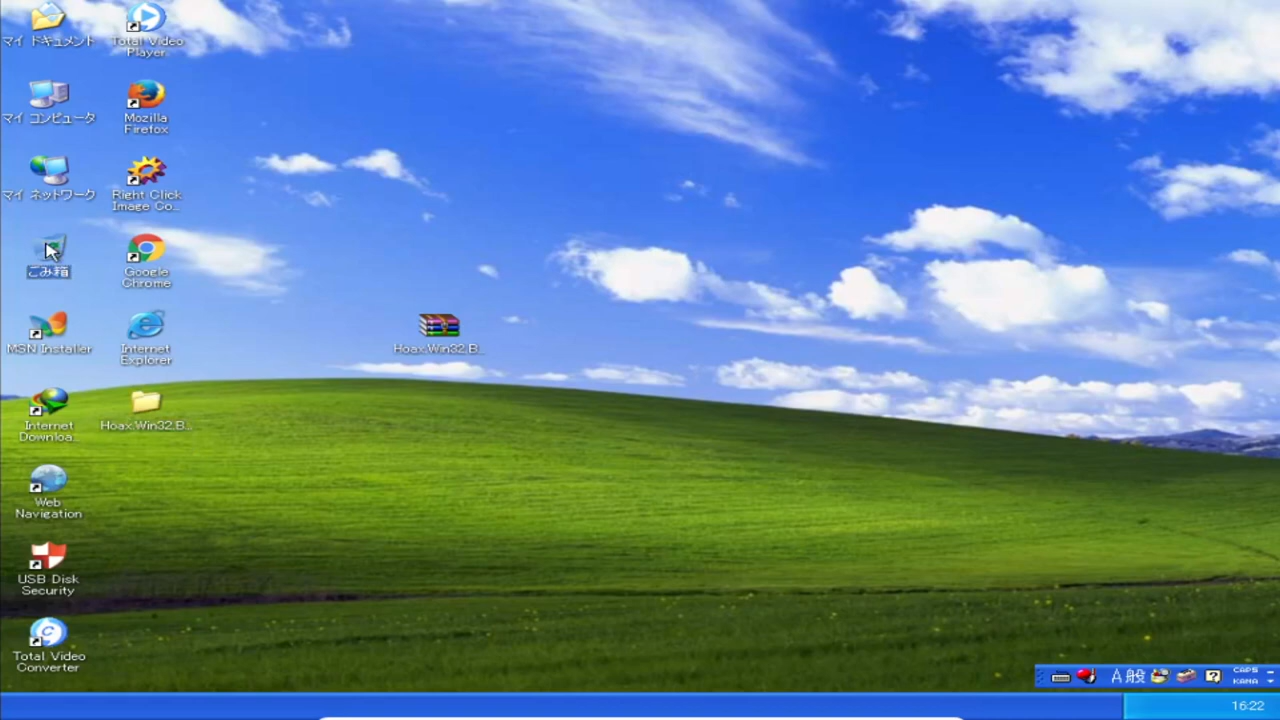 マイ ドキュメント
Total Video
Player
マイ コンピュータ
Mozilla
Firefox
マイ ネットワーク
Right Click
Image Co...
ごみ箱
Google
Chrome
MSN Installer
Internet
Explorer
Hoax.Win32.B...
Internet
Downloa...
Hoax.Win32.B...
Web
Navigation
USB Disk
Security
Total Video
Converter
A 般
CAPS
KANA
16:22